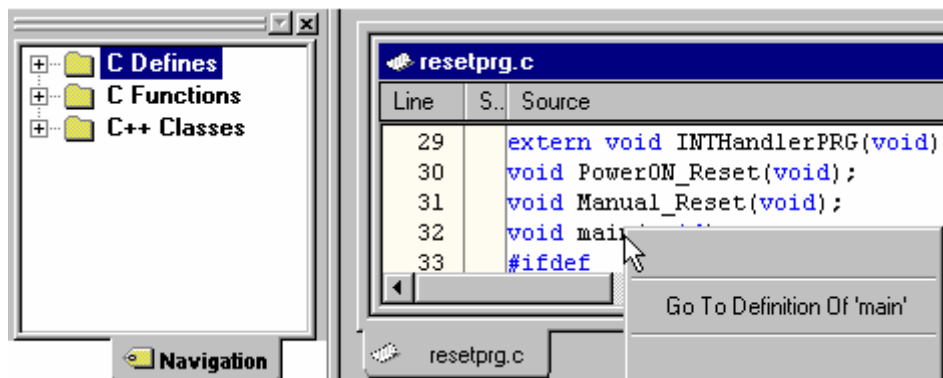 C Defines
C Functions
C++ Classes
Navigation
resetprg.c
Line S.. Source
29 extern void INTHandlerPRG(void)
30 void PowerON_Reset(void);
31 void Manual_Reset(void);
32 void main
33 #ifdef
Go To Definition Of 'main'
resetprg.c